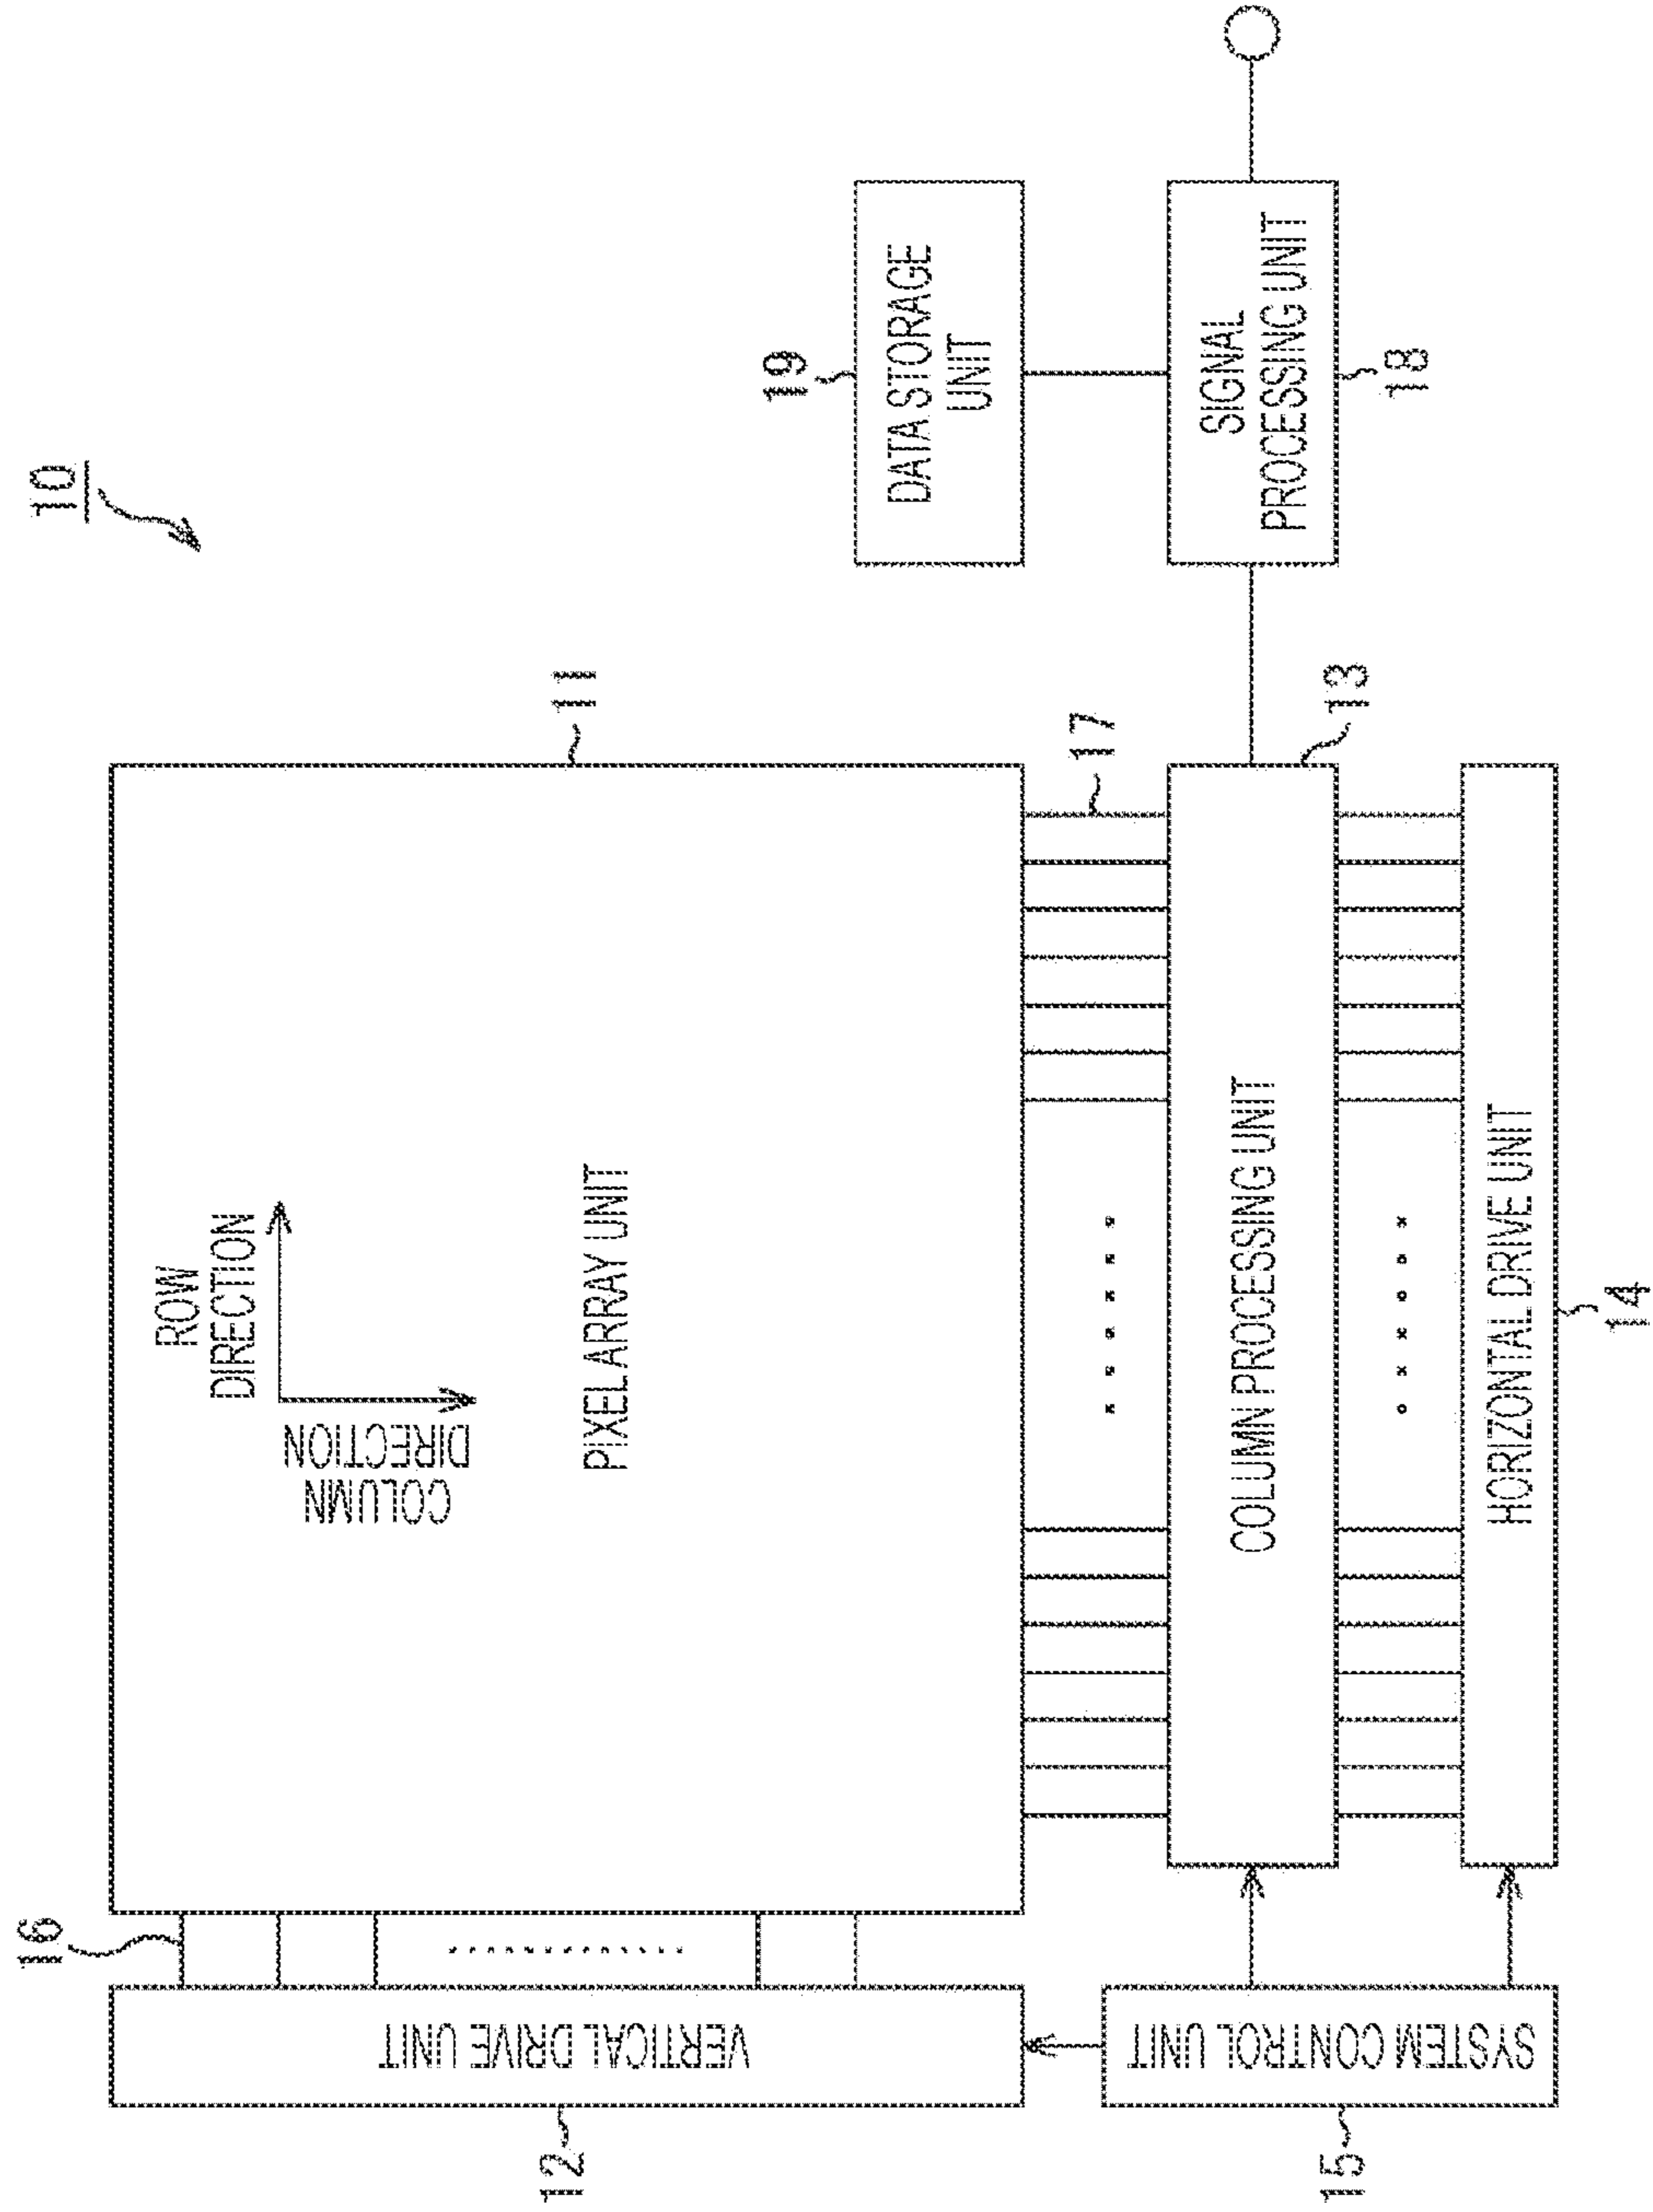 10
11
ROW
DIRECTION
COLUMN
DIRECTION
PIXEL ARRAY UNIT
16
VERTICAL DRIVE UNIT
12
17
19
DATA STORAGE
UNIT
COLUMN PROCESSING UNIT
13
SIGNAL
PROCESSING UNIT
18
HORIZONTAL DRIVE UNIT
14
SYSTEM CONTROL UNIT
15